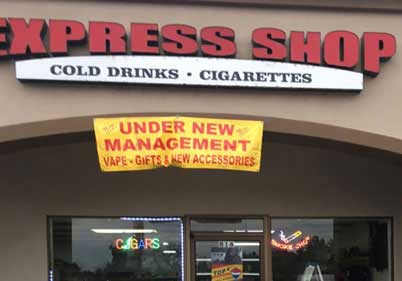 EXPRESS SHOP
COLD DRINKS · CIGARETTES
UNDER NEW
MANAGEMENT
VAPE - GIFTS & NEW ACCESSORIES
CIGARS
SMOKE SHOP